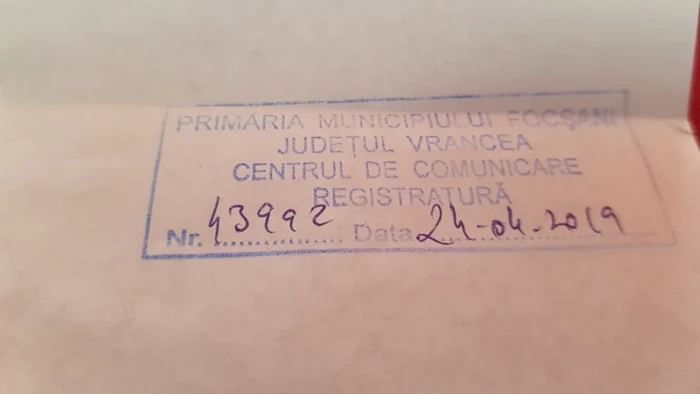 PRIMĂRIA MUNICIPIULUI FOCȘANI
JUDEȚUL VRANCEA
CENTRUL DE COMUNICARE
REGISTRATURĂ
Nr. 43992 Data 24-04-2019